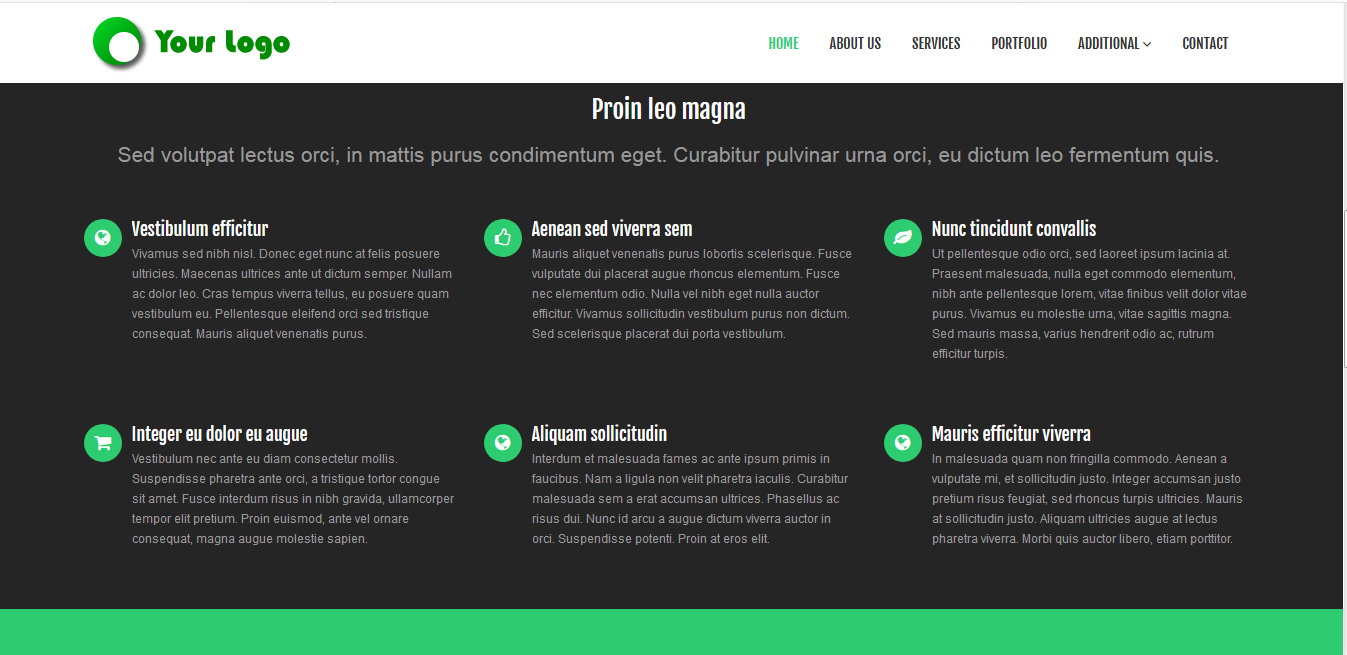 Your Logo
HOME ABOUT US SERVICES PORTFOLIO ADDITIONAL CONTACT
Proin leo magna
Sed volutpat lectus orci, in mattis purus condimentum eget. Curabitur pulvinar urna orci, eu dictum leo fermentum quis.
Vestibulum efficitur
Vivamus sed nibh nisl. Donec eget nunc at felis posuere
ultricies. Maecenas ultrices ante ut dictum semper. Nullam
ac dolor leo. Cras tempus viverra tellus, eu posuere quam
vestibulum eu. Pellentesque eleifend orci sed tristique
consequat. Mauris aliquet venenatis purus.
Aenean sed viverra sem
Mauris aliquet venenatis purus lobortis scelerisque. Fusce
vulputate dui placerat augue rhoncus elementum. Fusce
nec elementum odio. Nulla vel nibh eget nulla auctor
efficitur. Vivamus sollicitudin vestibulum purus non dictum.
Sed scelerisque placerat dui porta vestibulum.
Nunc tincidunt convallis
Ut pellentesque odio orci, sed laoreet ipsum lacinia at.
Praesent malesuada, nulla eget commodo elementum,
nibh ante pellentesque lorem, vitae finibus velit dolor vitae
purus. Vivamus eu molestie urna, vitae sagittis magna.
Sed mauris massa, varius hendrerit odio ac, rutrum
efficitur turpis.
Integer eu dolor eu augue
Vestibulum nec ante eu diam consectetur mollis.
Suspendisse pharetra ante orci, a tristique tortor congue
sit amet. Fusce interdum risus in nibh gravida, ullamcorper
tempor elit pretium. Proin euismod, ante vel ornare
consequat, magna augue molestie sapien.
Aliquam sollicitudin
Interdum et malesuada fames ac ante ipsum primis in
faucibus. Nam a ligula non velit pharetra iaculis. Curabitur
malesuada sem a erat accumsan ultrices. Phasellus ac
risus dui. Nunc id arcu a augue dictum viverra auctor in
orci. Suspendisse potenti. Proin at eros elit.
Mauris efficitur viverra
In malesuada quam non fringilla commodo. Aenean a
vulputate mi, et sollicitudin justo. Integer accumsan justo
pretium risus feugiat, sed rhoncus turpis ultricies. Mauris
at sollicitudin justo. Aliquam ultricies augue at lectus
pharetra viverra. Morbi quis auctor libero, etiam porttitor.